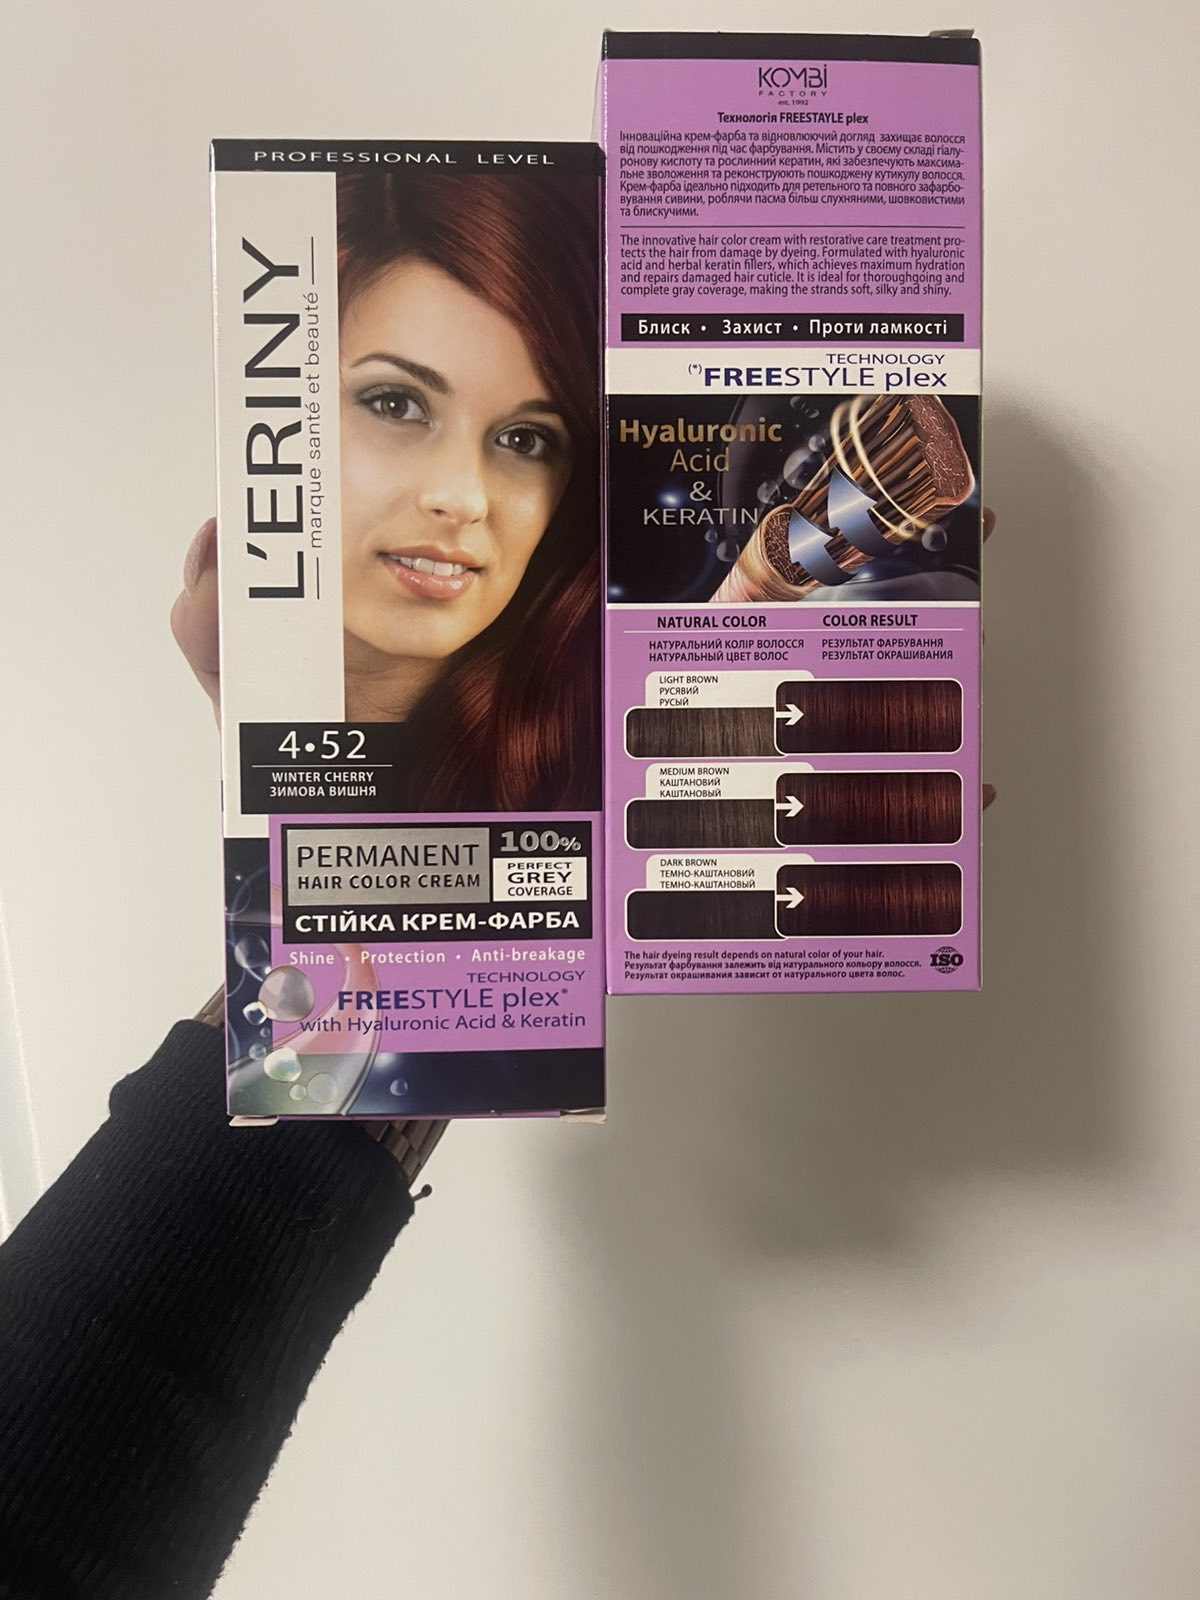 PROFESSIONAL LEVEL
L'ERINY
marque santé et beauté
4•52
WINTER CHERRY
ЗИМОВА ВИШНЯ
PERMANENT
HAIR COLOR CREAM
100%
PERFECT
GREY
COVERAGE
СТІЙКА КРЕМ-ФАРБА
Shine • Protection • Anti-breakage
TECHNOLOGY
FREESTYLE plex*
with Hyaluronic Acid & Keratin
KOMBİ
FACTORY
est. 1992
Технологія FREESTAYLE plex
Інноваційна крем-фарба та відновлюючий догляд захищає волосся
від пошкодження під час фарбування. Містить у своєму складі гіалу-
ронову кислоту та рослинний кератин, які забезпечують максима-
льне зволоження та реконструюють пошкоджену кутикулу волосся.
Крем-фарба ідеально підходить для ретельного та повного зафарбо-
вування сивини, роблячи пасма більш слухняними, шовковистими
та блискучими.
The innovative hair color cream with restorative care treatment pro-
tects the hair from damage by dyeing. Formulated with hyaluronic
acid and herbal keratin fillers, which achieves maximum hydration
and repairs damaged hair cuticle. It is ideal for thoroughgoing and
complete gray coverage, making the strands soft, silky and shiny.
Блиск • Захист • Проти ламкості
TECHNOLOGY
(*)FREESTYLE plex
Hyaluronic
Acid
&
KERATIN
NATURAL COLOR COLOR RESULT
НАТУРАЛЬНИЙ КОЛІР ВОЛОССЯ РЕЗУЛЬТАТ ФАРБУВАННЯ
НАТУРАЛЬНЫЙ ЦВЕТ ВОЛОС РЕЗУЛЬТАТ ОКРАШИВАНИЯ
LIGHT BROWN
РУСЯВИЙ
РУСЫЙ
MEDIUM BROWN
КАШТАНОВИЙ
КАШТАНОВЫЙ
DARK BROWN
ТЕМНО-КАШТАНОВИЙ
ТЕМНО-КАШТАНОВЫЙ
The hair dyeing result depends on natural color of your hair.
Результат фарбування залежить від натурального кольору волосся.
Результат окрашивания зависит от натурального цвета волос.
ISO